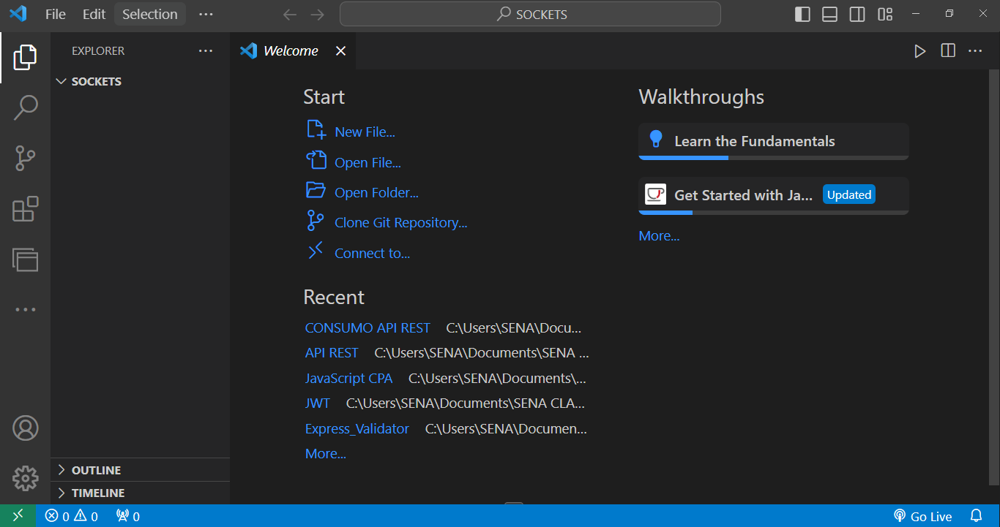 File Edit Selection ···
SOCKETS
EXPLORER ···
SOCKETS
OUTLINE
TIMELINE
Welcome
Start
New File...
Open File...
Open Folder...
Clone Git Repository...
Connect to...
Recent
CONSUMO API REST C:\Users\SENA\Docu...
API REST C:\Users\SENA\Documents\SENA ...
JavaScript CPA C:\Users\SENA\Documents\...
JWT C:\Users\SENA\Documents\SENA CLA...
Express_Validator C:\Users\SENA\Documen...
More...
Walkthroughs
Learn the Fundamentals
Get Started with Ja... Updated
More...
0 0 0
Go Live